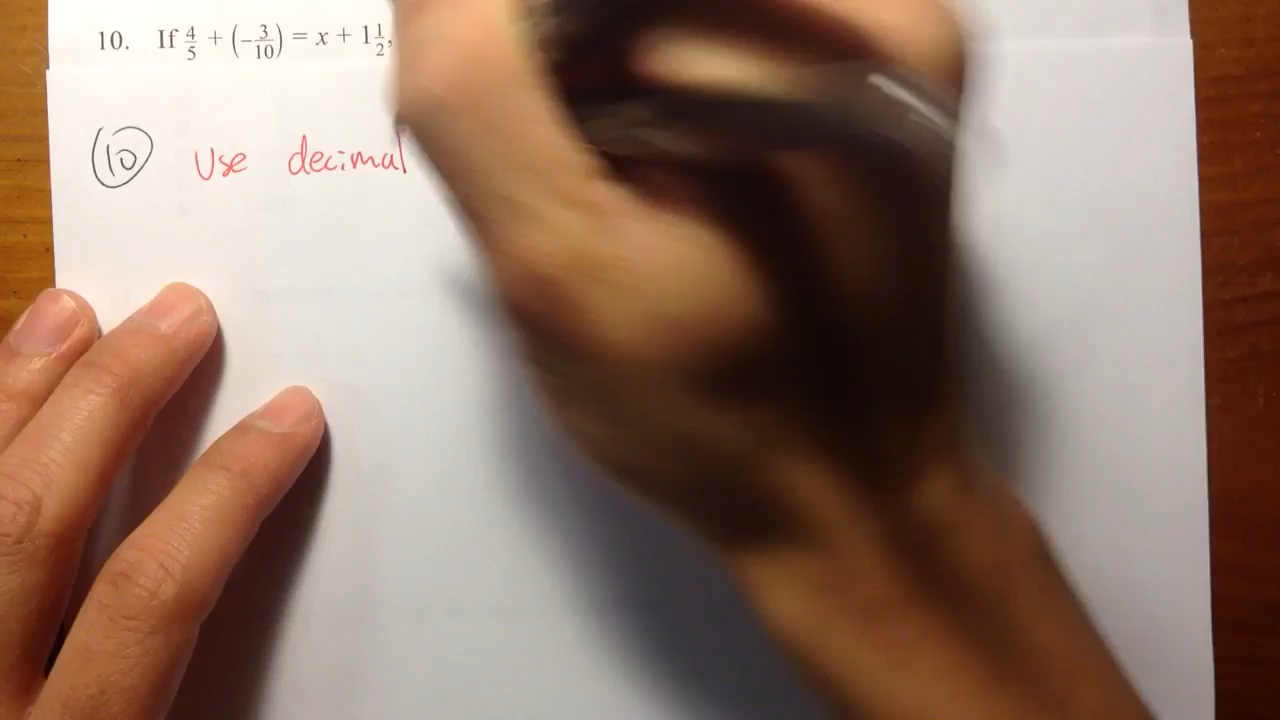 10. If 4/5 + (-3/10) = x + 1 1/2,
10 Use decimal